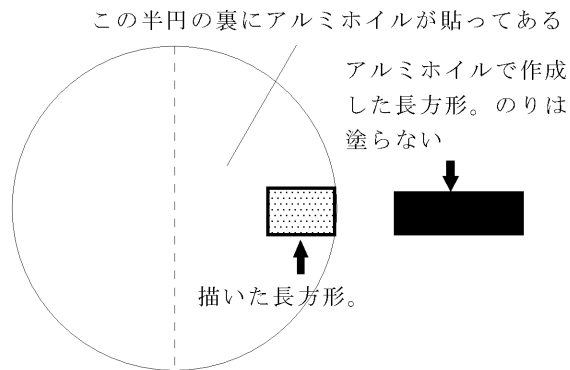 この半円の裏にアルミホイルが貼ってある
アルミホイルで作成
した長方形。のりは
塗らない
描いた長方形。